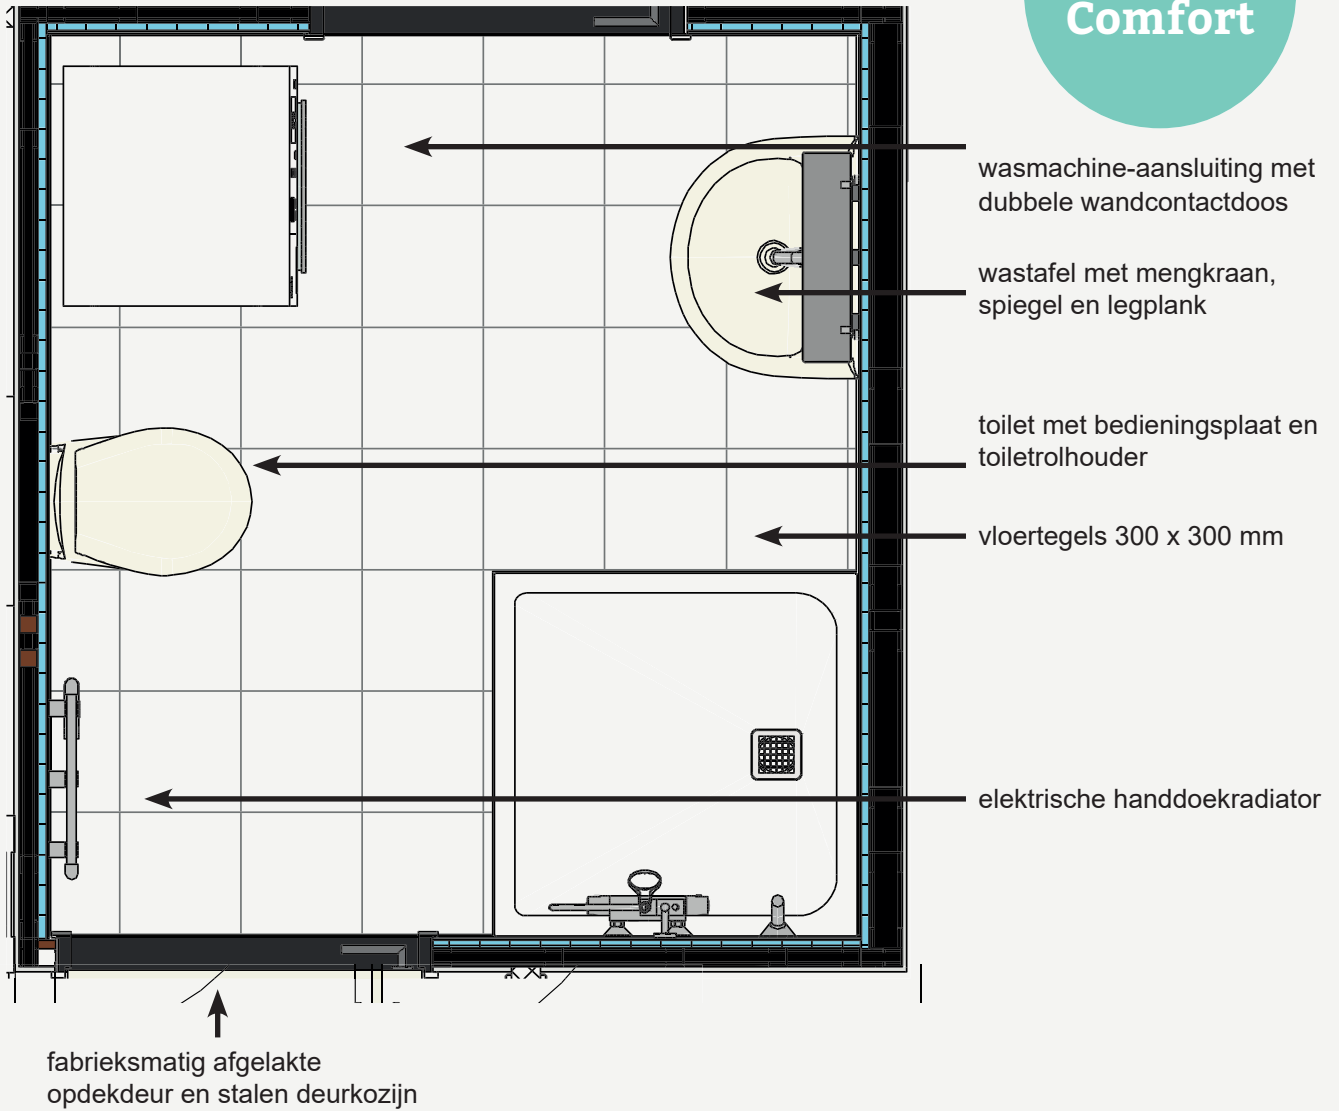 Comfort
wasmachine-aansluiting met
dubbele wandcontactdoos
wastafel met mengkraan,
spiegel en legplank
toilet met bedieningsplaat en
toiletrolhouder
vloertegels 300 x 300 mm
elektrische handdoekradiator
fabrieksmatig afgelakte
opdekdeur en stalen deurkozijn